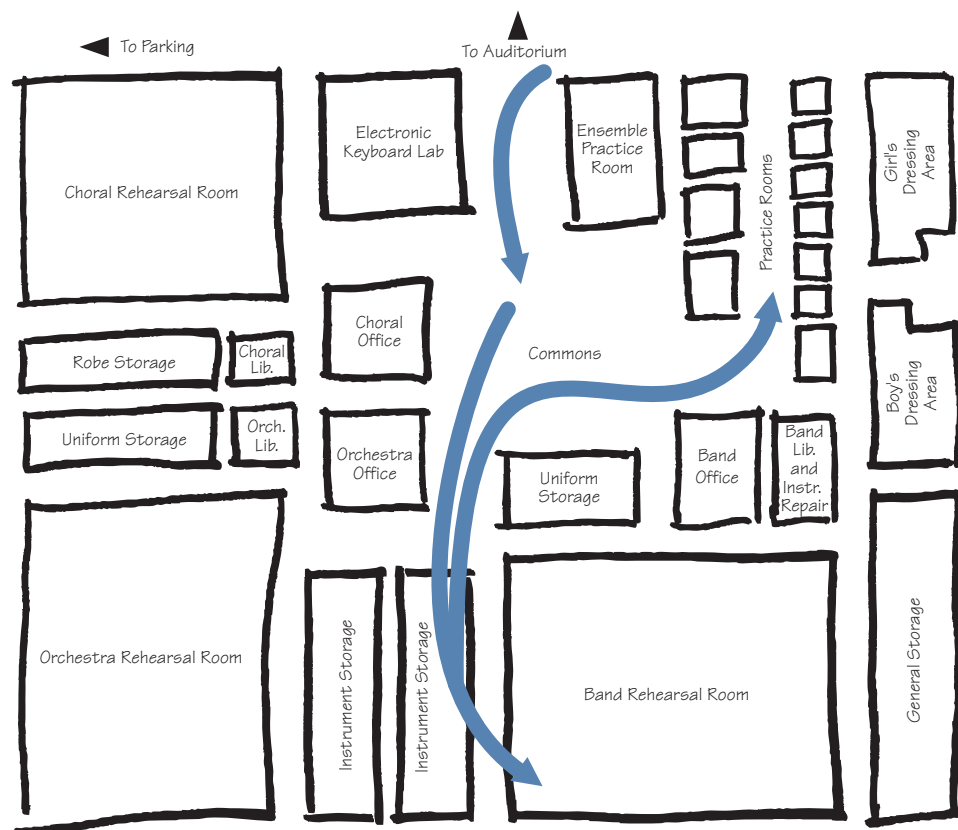 To Parking
To Auditorium
Electronic
Keyboard Lab
Ensemble
Practice
Room
Choral Rehearsal Room
Practice Rooms
Girl's
Dressing
Area
Choral
Office
Robe Storage
Choral
Lib.
Commons
Boy's
Dressing
Area
Uniform Storage
Orch.
Lib.
Orchestra
Office
Uniform
Storage
Band
Office
Band
Lib.
and
Instr.
Repair
Orchestra Rehearsal Room
Instrument Storage
Instrument Storage
Band Rehearsal Room
General Storage